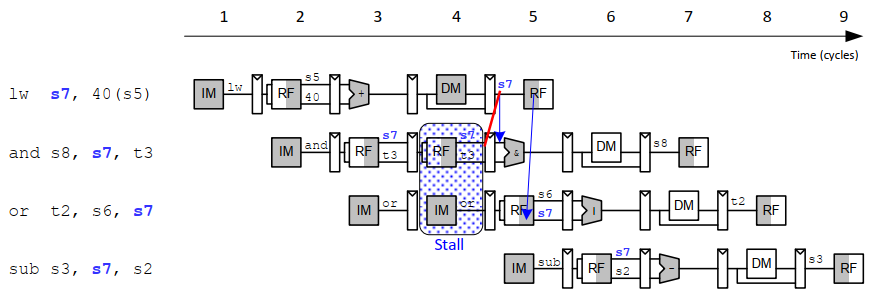 1 2 3 4 5 6 7 8 9
Time (cycles)
lw s7, 40(s5) IM lw RF s5 40 + DM s7 RF
and s8, s7, t3 IM and RF s7 t3 RF s7 t3 & DM s8 RF
or t2, s6, s7 IM or IM or RF s6 s7 | DM t2 RF
Stall
sub s3, s7, s2 IM sub RF s7 s2 - DM s3 RF